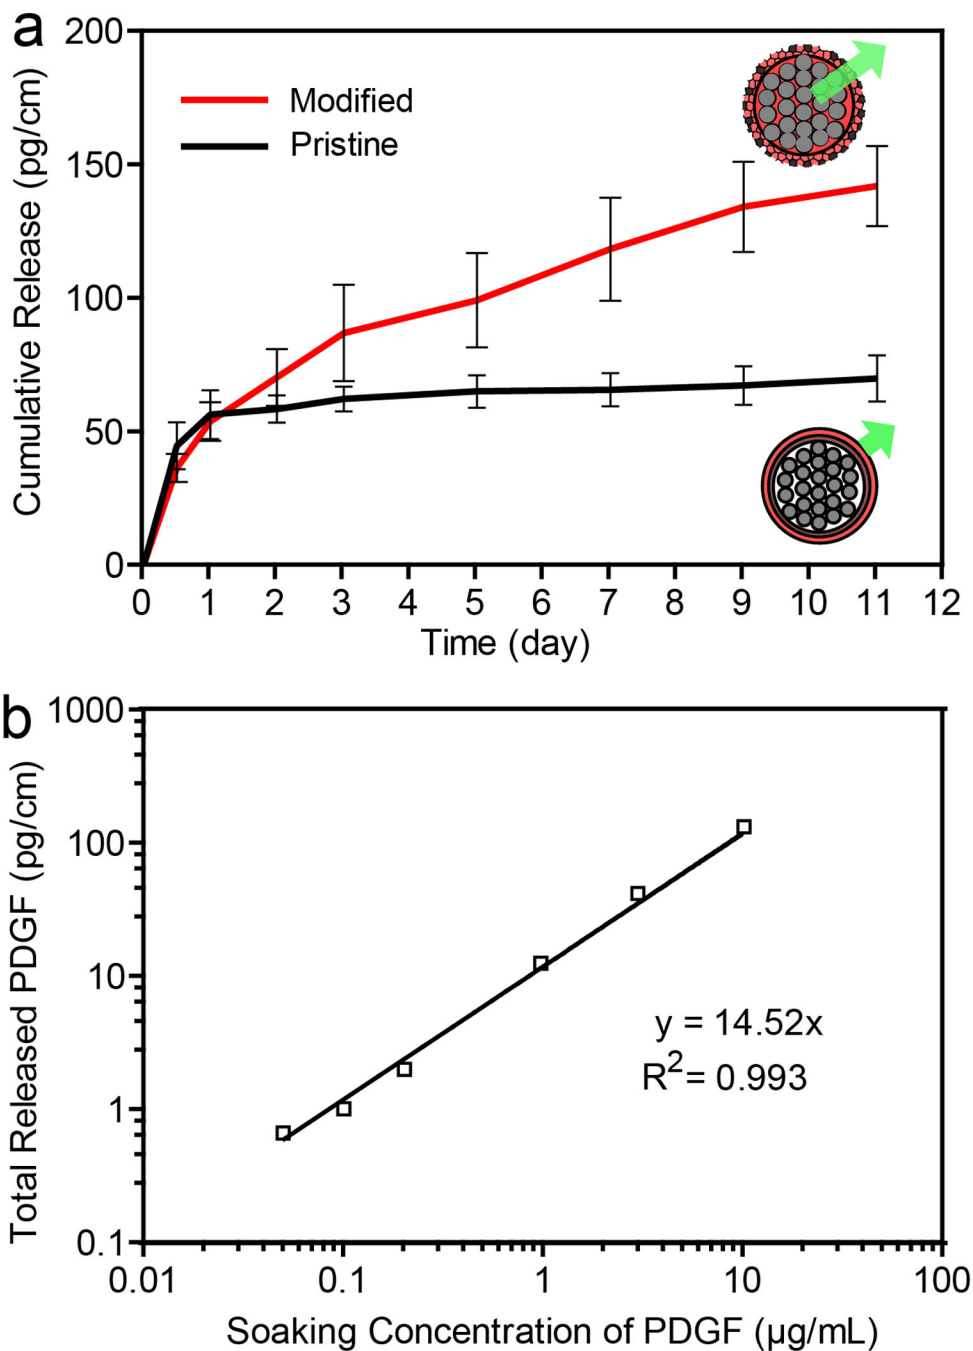 a
Cumulative Release (pg/cm)
200
150
100
50
0
Modified
Pristine
0 1 2 3 4 5 6 7 8 9 10 11 12
Time (day)
b
Total Released PDGF (pg/cm)
1000
100
10
1
0.1
y = 14.52x
R² = 0.993
0.01 0.1 1 10 100
Soaking Concentration of PDGF (µg/mL)